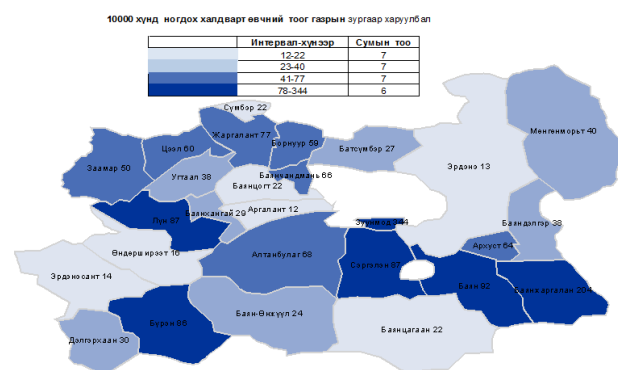 10000 хүнд ногдох халдварт өвчний тоог газрын зургаар харуулбал
Интервал-хүнээр Сумын тоо
12-22 7
23-40 7
41-77 7
78-344 6
Сүмбэр 22
Жаргалант 77
Мөнгөнморьт 40
Цээл 60
Борнуур 59
Батсүмбэр 27
Заамар 50
Эрдэнэ 13
Угтаал 38
Баянчандмань 66
Баянцогт 22
Лүн 87
Баянхангай 29
Аргалант 12
Зуунмод 344
Баяндэлгэр 38
Архуст 64
Өндөрширээт 16
Алтанбулаг 68
Сэргэлэн 87
Эрдэнэсант 14
Баян 92
Баянжаргалан 204
Бүрэн 86
Баян-Өнжүүл 24
Баянцагаан 22
Дэлгэрхаан 30